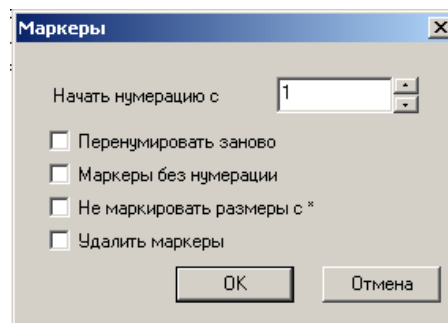 Маркеры
Начать нумерацию с 1
Перенумировать заново
Маркеры без нумерации
Не маркировать размеры с *
Удалить маркеры
OK Отмена